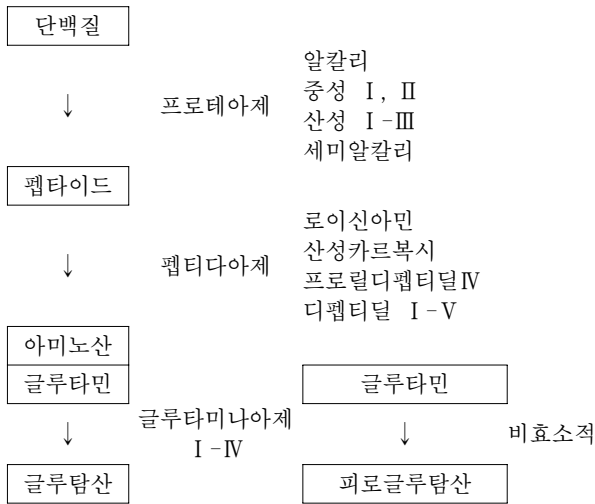 단백질
↓ 프로테아제
알칼리
중성 Ⅰ, Ⅱ
산성 Ⅰ-Ⅲ
세미알칼리
펩타이드
↓ 펩티다아제
로이신아민
산성카르복시
프로릴디펩티딜Ⅳ
디펩티딜 Ⅰ-Ⅴ
아미노산
글루타민 글루타민
↓ 글루타미나아제 Ⅰ-Ⅳ ↓ 비효소적
글루탐산 피로글루탐산